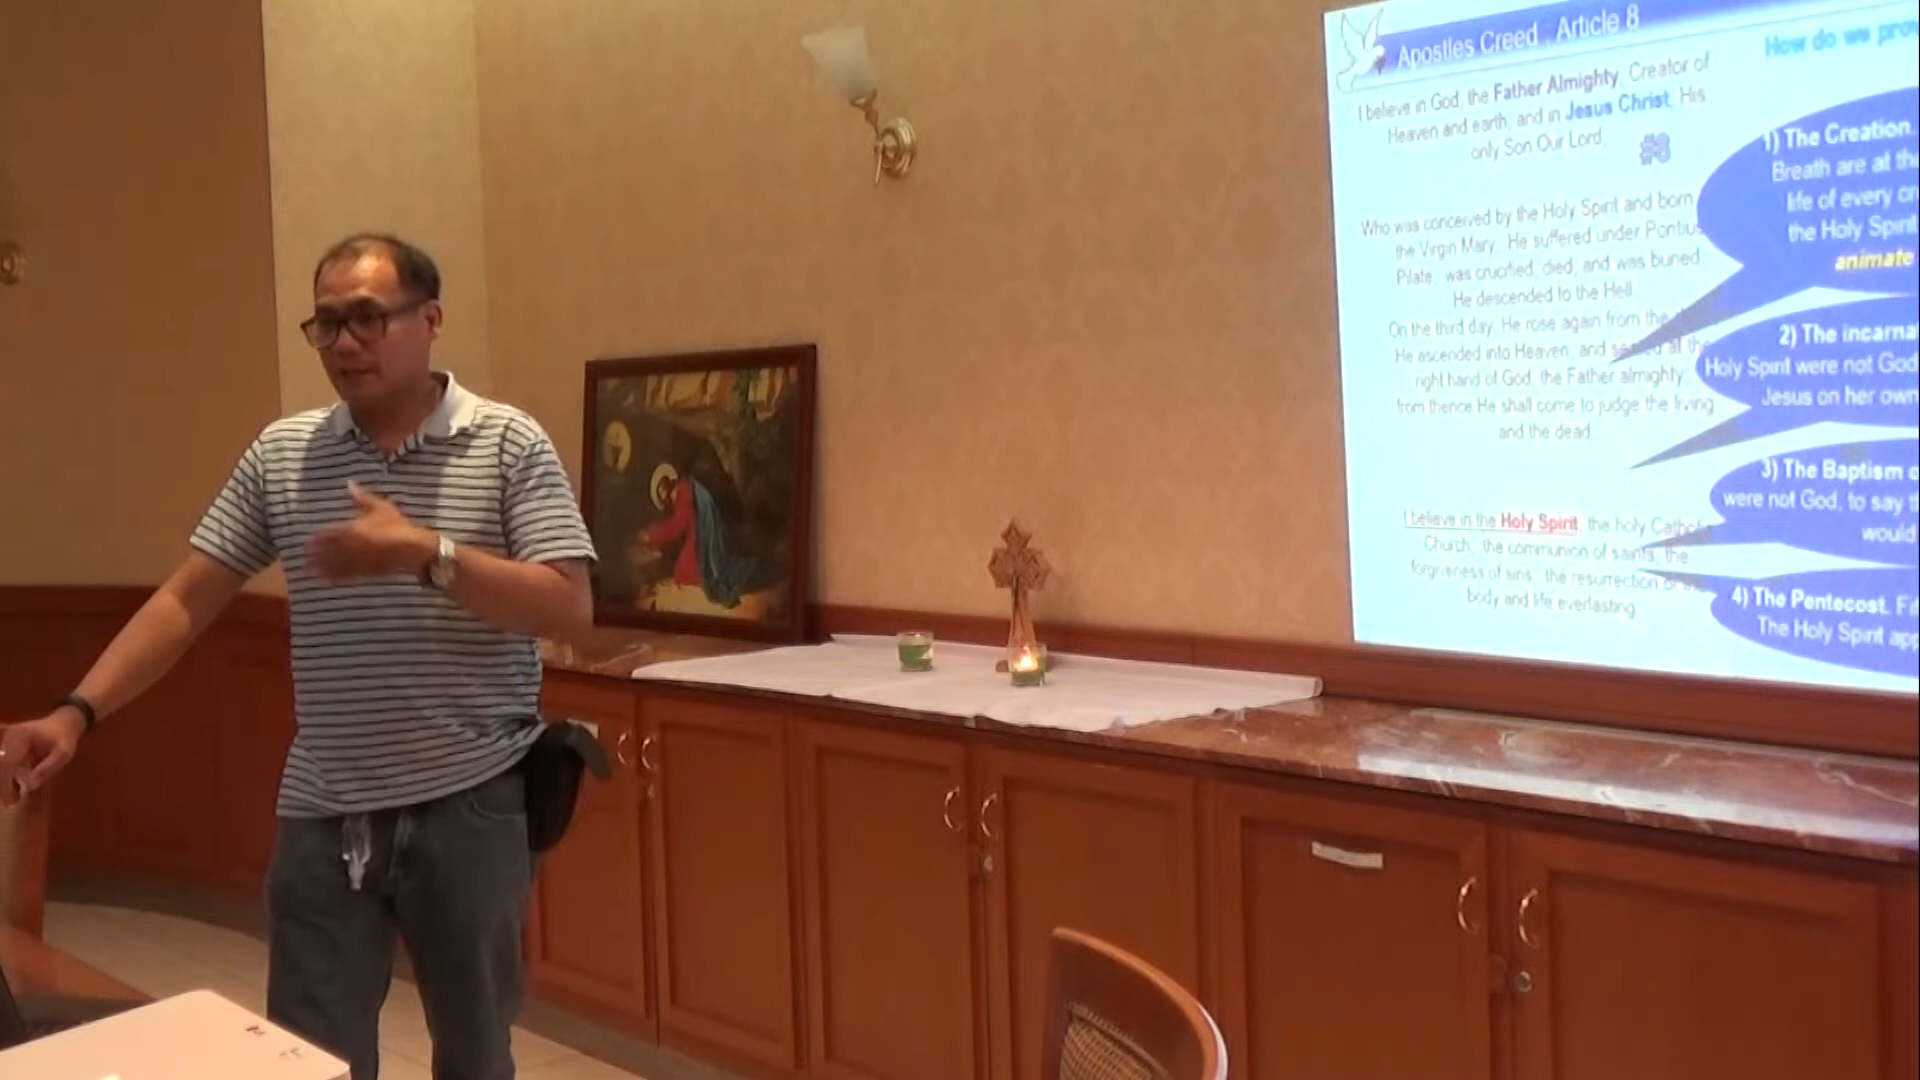 Apostles Creed : Article 8
I believe in God, the Father Almighty, Creator of
Heaven and earth, and in Jesus Christ, His
only Son Our Lord,
#8
Who was conceived by the Holy Spirit and born
the Virgin Mary. He suffered under Pontius
Pilate, was crucified, died, and was buried
He descended to the Hell
On the third day, He rose again from the
He ascended into Heaven, and seated at the
right hand of God, the Father almighty,
from thence He shall come to judge the living
and the dead
I believe in the Holy Spirit, the holy Catholic
Church, the communion of saints, the
forgiveness of sins, the resurrection of the
body and life everlasting.
How do we prov
1) The Creation.
Breath are at the
life of every cr
the Holy Spirit
animate
2) The incarna
Holy Spirit were not God
Jesus on her own
3) The Baptism o
were not God, to say t
would
4) The Pentecost. Fi
The Holy Spirit app